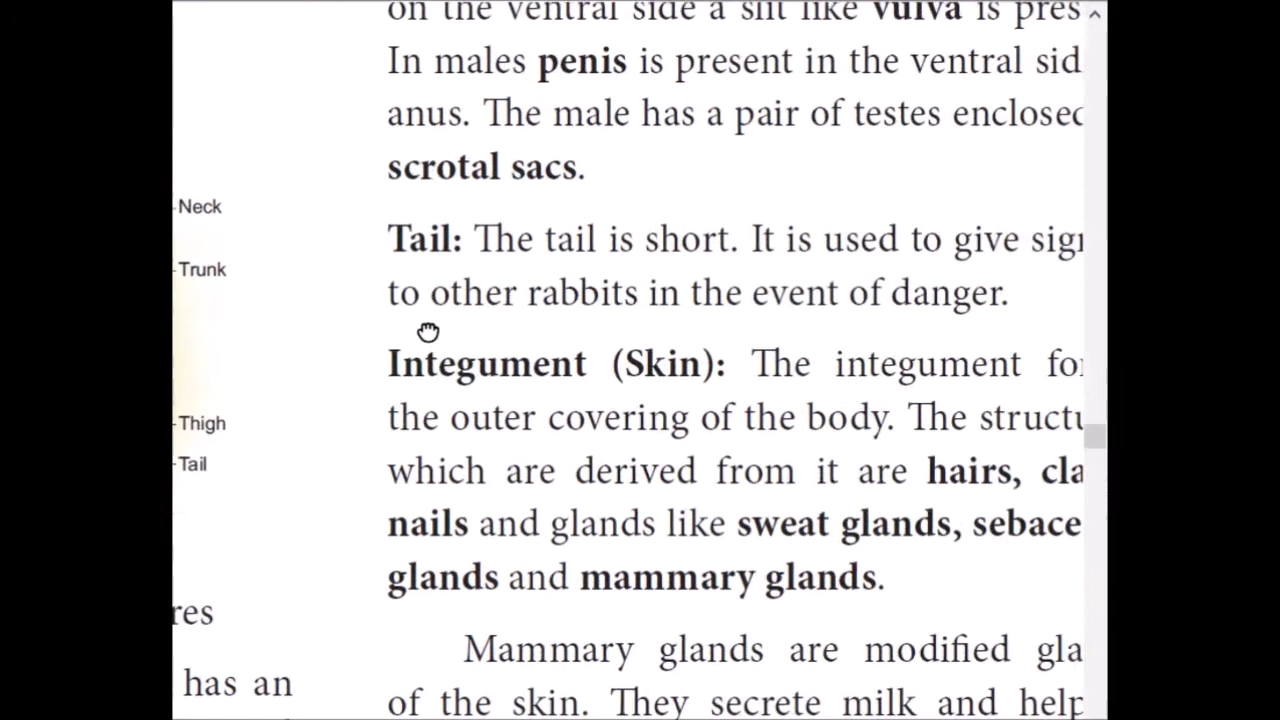 on the ventral side a slit like vulva is pres
In males penis is present in the ventral sid
anus. The male has a pair of testes enclosed
scrotal sacs.
Neck
Tail: The tail is short. It is used to give sign
Trunk
to other rabbits in the event of danger.
Integument (Skin): The integument for
the outer covering of the body. The structu
Thigh
which are derived from it are hairs, cla
Tail
nails and glands like sweat glands, sebace
glands and mammary glands.
res
Mammary glands are modified gla
has an
of the skin. They secrete milk and help